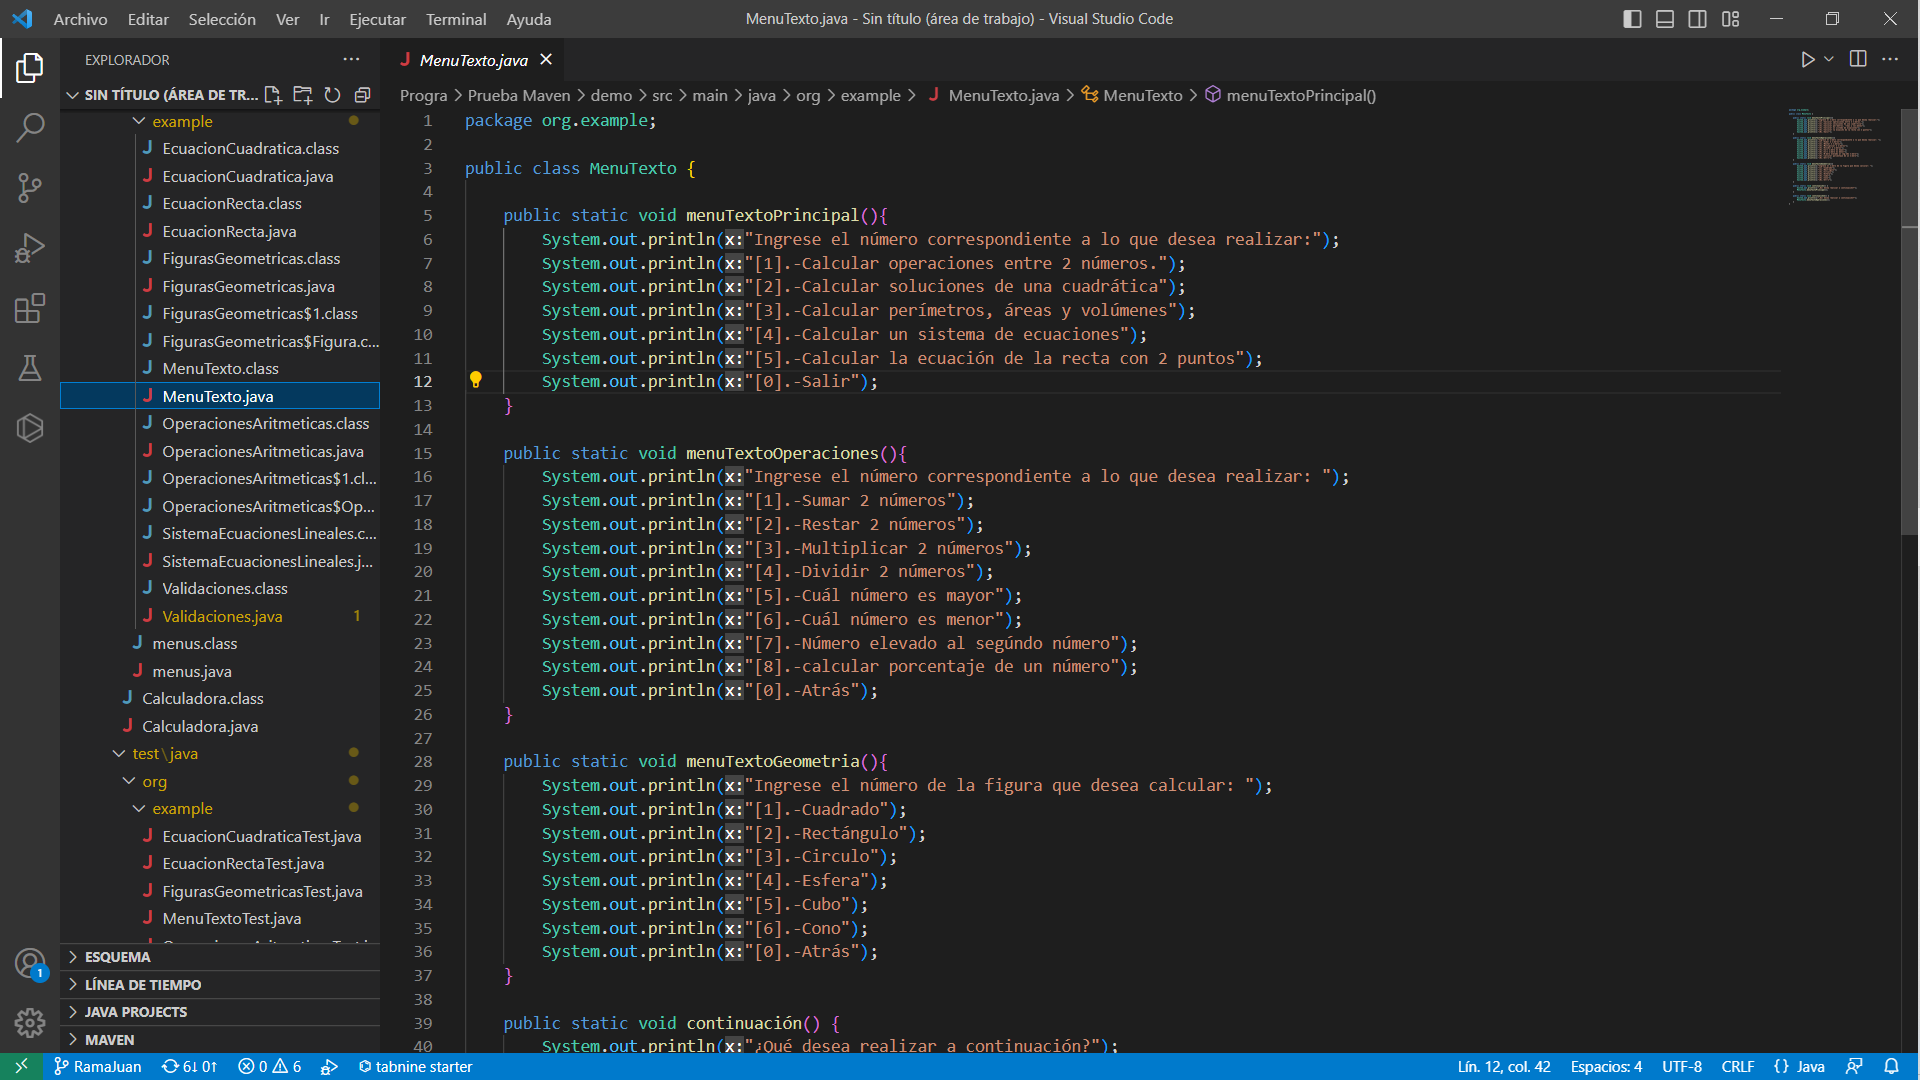 Archivo Editar Selección Ver Ir Ejecutar Terminal Ayuda
MenuTexto.java - Sin título (área de trabajo) - Visual Studio Code
EXPLORADOR
SIN TÍTULO (ÁREA DE TR...
example
EcuacionCuadratica.class
EcuacionCuadratica.java
EcuacionRecta.class
EcuacionRecta.java
FigurasGeometricas.class
FigurasGeometricas.java
FigurasGeometricas$1.class
FigurasGeometricas$Figura.c...
MenuTexto.class
MenuTexto.java
OperacionesAritmeticas.class
OperacionesAritmeticas.java
OperacionesAritmeticas$1.cl...
OperacionesAritmeticas$Op...
SistemaEcuacionesLineales.c...
SistemaEcuacionesLineales.j...
Validaciones.class
Validaciones.java 1
menus.class
menus.java
Calculadora.class
Calculadora.java
test\java
org
example
EcuacionCuadraticaTest.java
EcuacionRectaTest.java
FigurasGeometricasTest.java
MenuTextoTest.java
ESQUEMA
LÍNEA DE TIEMPO
JAVA PROJECTS
MAVEN
MenuTexto.java
Progra > Prueba Maven > demo > src > main > java > org > example > MenuTexto.java > MenuTexto > menuTextoPrincipal()
1 package org.example;
2
3 public class MenuTexto {
4
5 public static void menuTextoPrincipal(){
6 System.out.println(x:"Ingrese el número correspondiente a lo que desea realizar:");
7 System.out.println(x:"[1].-Calcular operaciones entre 2 números.");
8 System.out.println(x:"[2].-Calcular soluciones de una cuadrática");
9 System.out.println(x:"[3].-Calcular perímetros, áreas y volúmenes");
10 System.out.println(x:"[4].-Calcular un sistema de ecuaciones");
11 System.out.println(x:"[5].-Calcular la ecuación de la recta con 2 puntos");
12 System.out.println(x:"[0].-Salir");
13 }
14
15 public static void menuTextoOperaciones(){
16 System.out.println(x:"Ingrese el número correspondiente a lo que desea realizar: ");
17 System.out.println(x:"[1].-Sumar 2 números");
18 System.out.println(x:"[2].-Restar 2 números");
19 System.out.println(x:"[3].-Multiplicar 2 números");
20 System.out.println(x:"[4].-Dividir 2 números");
21 System.out.println(x:"[5].-Cuál número es mayor");
22 System.out.println(x:"[6].-Cuál número es menor");
23 System.out.println(x:"[7].-Número elevado al segúndo número");
24 System.out.println(x:"[8].-calcular porcentaje de un número");
25 System.out.println(x:"[0].-Atrás");
26 }
27
28 public static void menuTextoGeometria(){
29 System.out.println(x:"Ingrese el número de la figura que desea calcular: ");
30 System.out.println(x:"[1].-Cuadrado");
31 System.out.println(x:"[2].-Rectángulo");
32 System.out.println(x:"[3].-Circulo");
33 System.out.println(x:"[4].-Esfera");
34 System.out.println(x:"[5].-Cubo");
35 System.out.println(x:"[6].-Cono");
36 System.out.println(x:"[0].-Atrás");
37 }
38
39 public static void continuación() {
40 System.out.println(x:"¿Qué desea realizar a continuación?");
1
RamaJuan 6↓ 0↑ 0 6 tabnine starter
Lín. 12, col. 42 Espacios: 4 UTF-8 CRLF {} Java